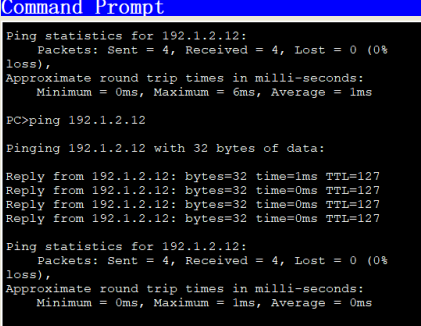 Command Prompt
Ping statistics for 192.1.2.12:
    Packets: Sent = 4, Received = 4, Lost = 0 (0%
loss),
Approximate round trip times in milli-seconds:
    Minimum = 0ms, Maximum = 6ms, Average = 1ms
PC>ping 192.1.2.12
Pinging 192.1.2.12 with 32 bytes of data:
Reply from 192.1.2.12: bytes=32 time=1ms TTL=127
Reply from 192.1.2.12: bytes=32 time=0ms TTL=127
Reply from 192.1.2.12: bytes=32 time=0ms TTL=127
Reply from 192.1.2.12: bytes=32 time=0ms TTL=127
Ping statistics for 192.1.2.12:
    Packets: Sent = 4, Received = 4, Lost = 0 (0%
loss),
Approximate round trip times in milli-seconds:
    Minimum = 0ms, Maximum = 1ms, Average = 0ms